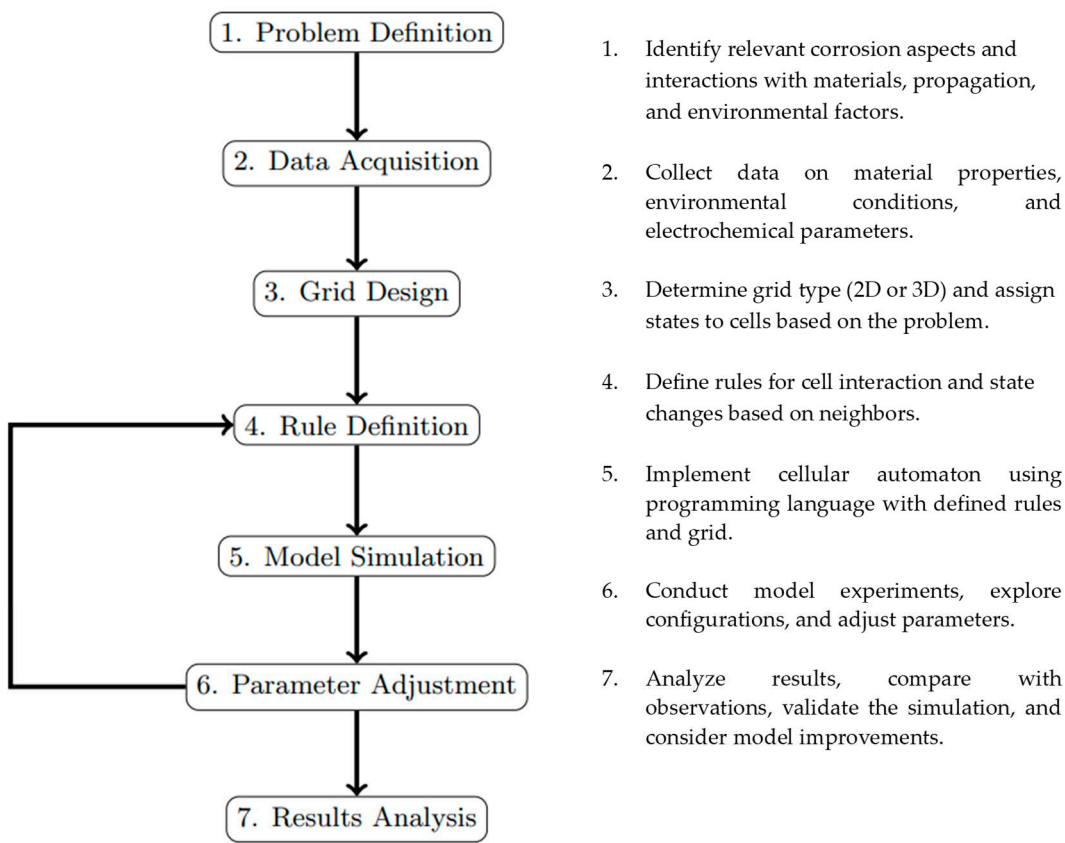 1. Problem Definition
2. Data Acquisition
3. Grid Design
4. Rule Definition
5. Model Simulation
6. Parameter Adjustment
7. Results Analysis
1. Identify relevant corrosion aspects and
interactions with materials, propagation,
and environmental factors.
2. Collect data on material properties,
environmental conditions, and
electrochemical parameters.
3. Determine grid type (2D or 3D) and assign
states to cells based on the problem.
4. Define rules for cell interaction and state
changes based on neighbors.
5. Implement cellular automaton using
programming language with defined rules
and grid.
6. Conduct model experiments, explore
configurations, and adjust parameters.
7. Analyze results, compare with
observations, validate the simulation, and
consider model improvements.